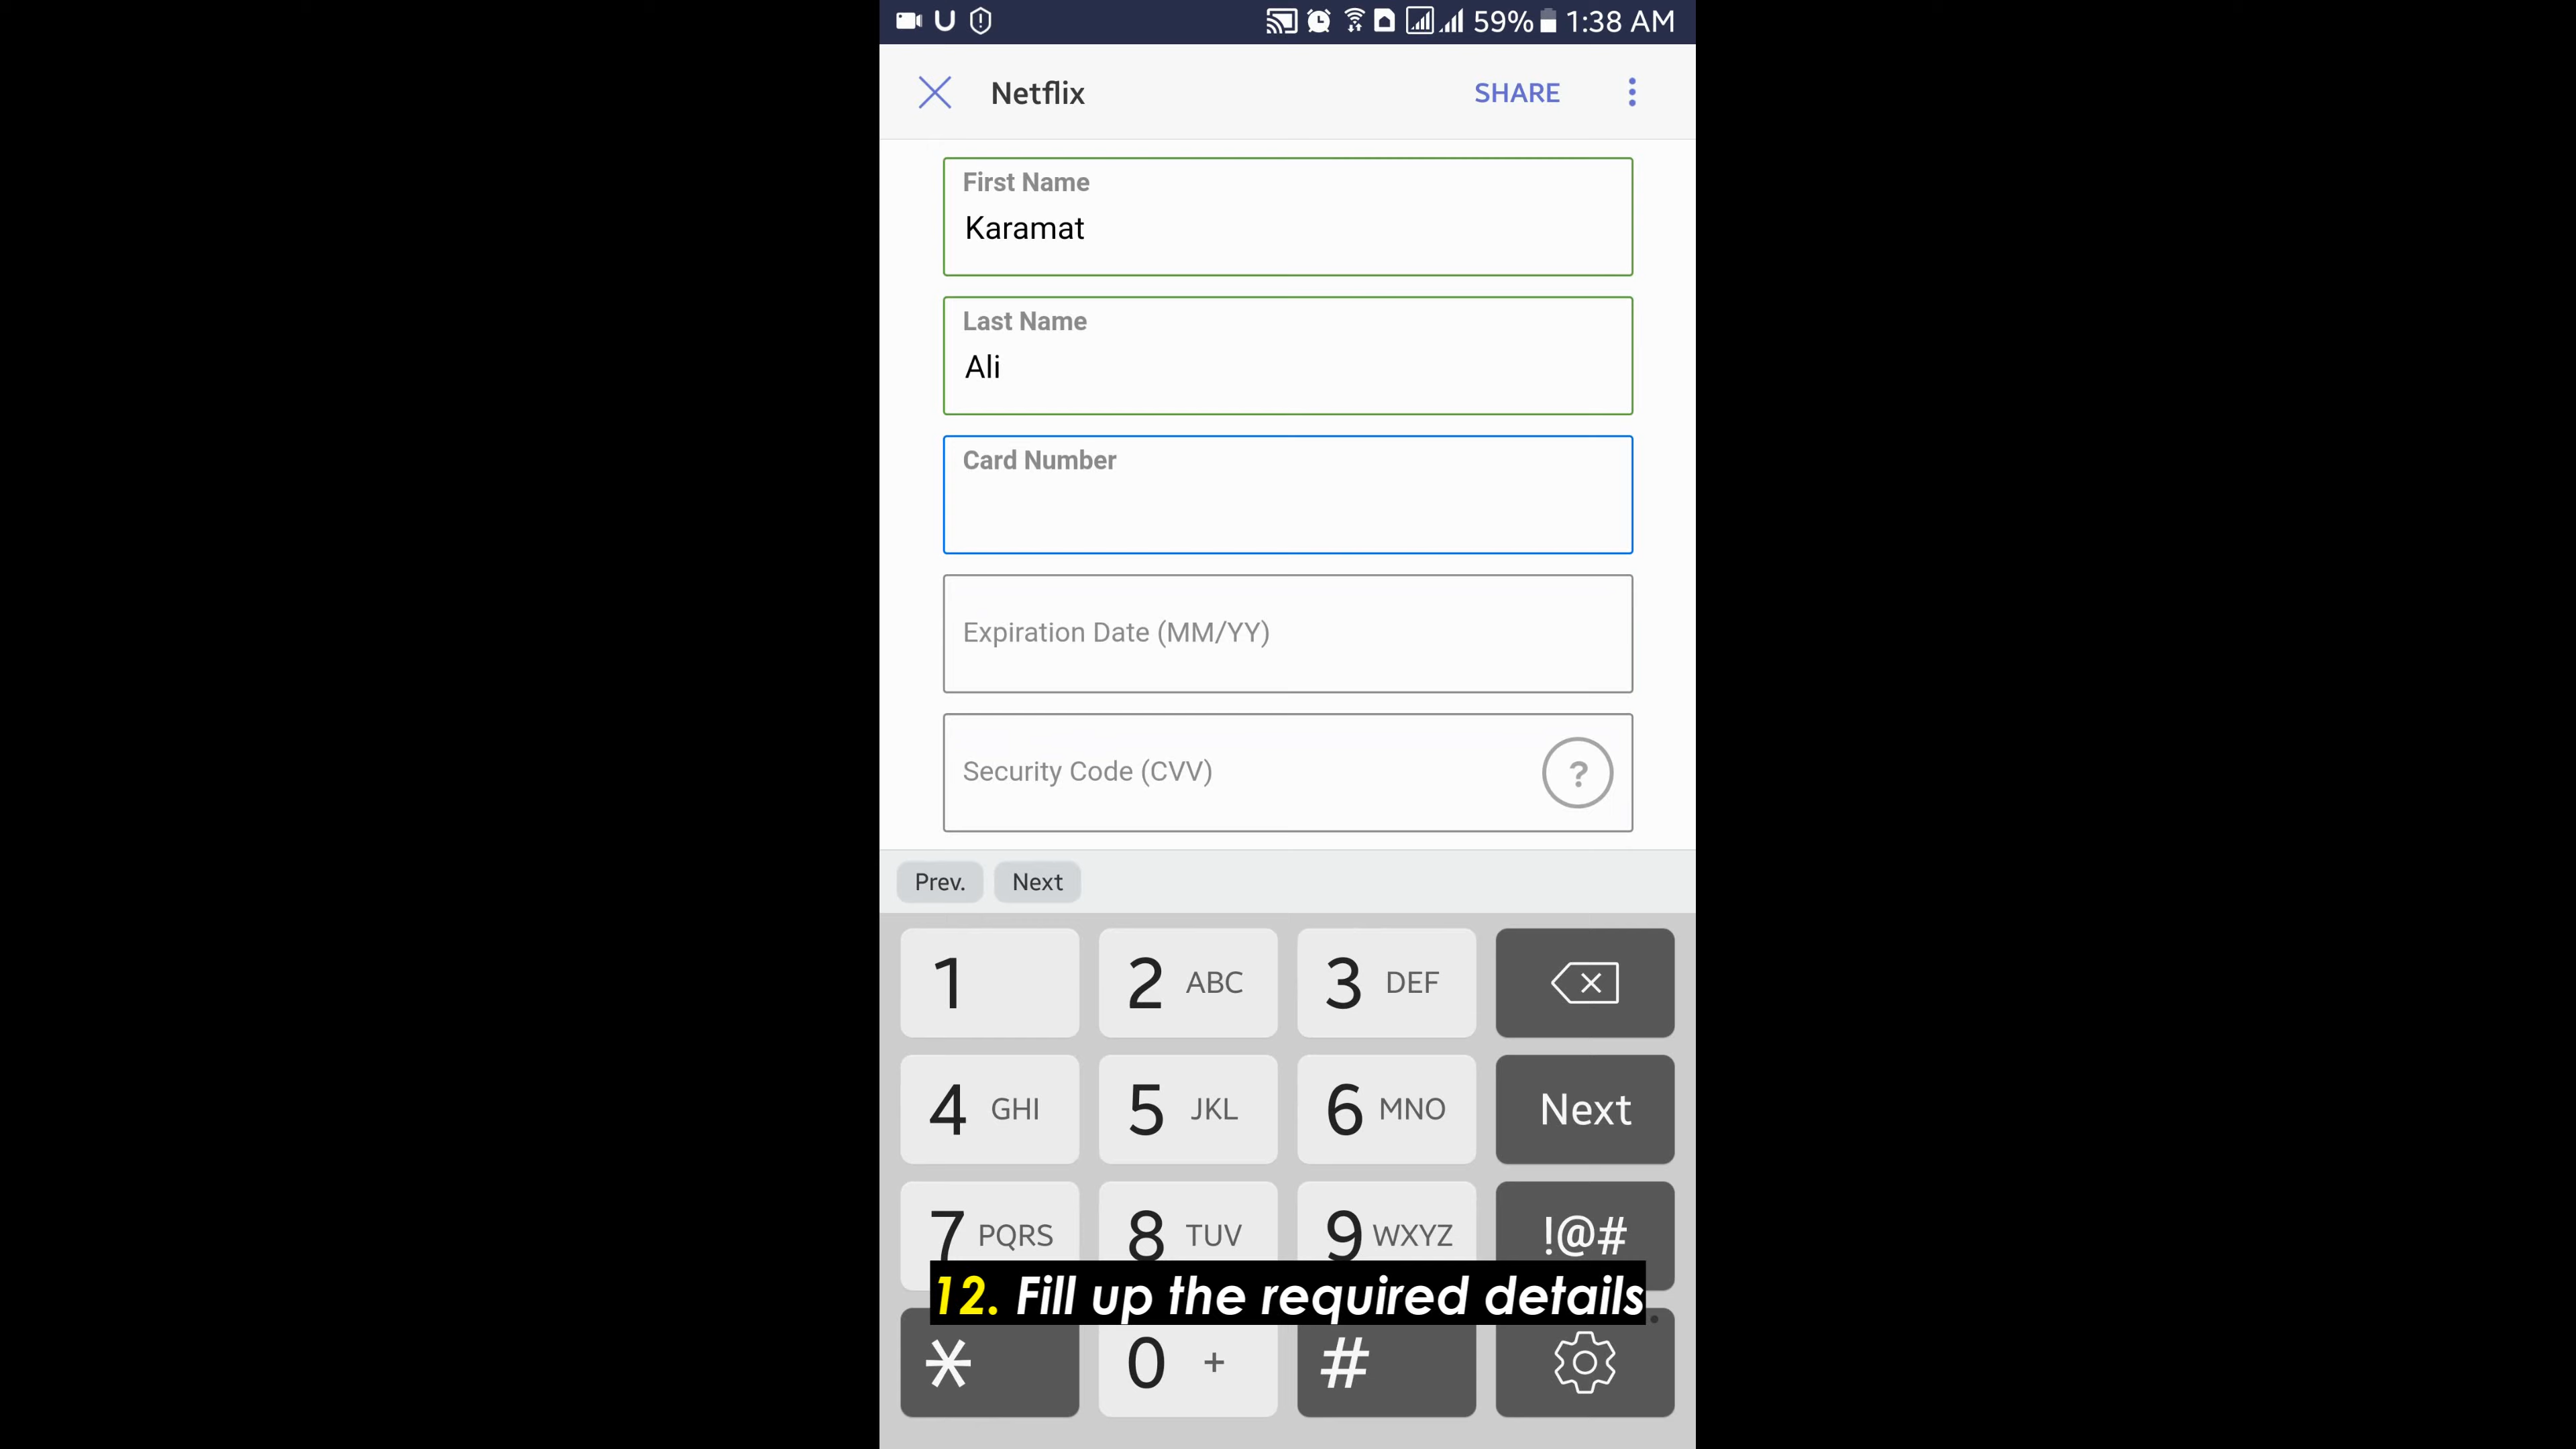 59% 1:38 AM
Netflix SHARE
First Name
Karamat
Last Name
Ali
Card Number
Expiration Date (MM/YY)
Security Code (CVV) ?
Prev. Next
1 2 ABC 3 DEF
4 GHI 5 JKL 6 MNO Next
7 PQRS 8 TUV 9 WXYZ !@#
12. Fill up the required details
* 0 + #